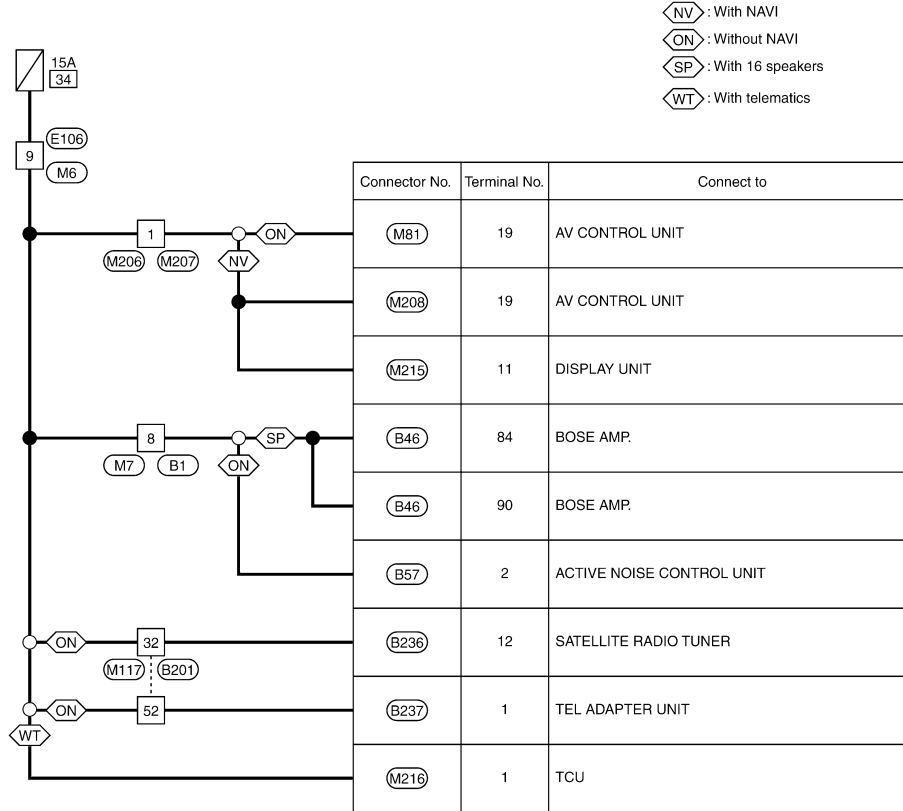 NV : With NAVI
ON : Without NAVI
SP : With 16 speakers
WT : With telematics
15A
34
E106
9
M6
Connector No. Terminal No. Connect to
1 ON M81 19 AV CONTROL UNIT
M206 M207 NV
M208 19 AV CONTROL UNIT
M215 11 DISPLAY UNIT
8 SP B46 84 BOSE AMP.
M7 B1 ON
B46 90 BOSE AMP.
B57 2 ACTIVE NOISE CONTROL UNIT
ON 32 B236 12 SATELLITE RADIO TUNER
M117 B201
ON 52 B237 1 TEL ADAPTER UNIT
WT
M216 1 TCU